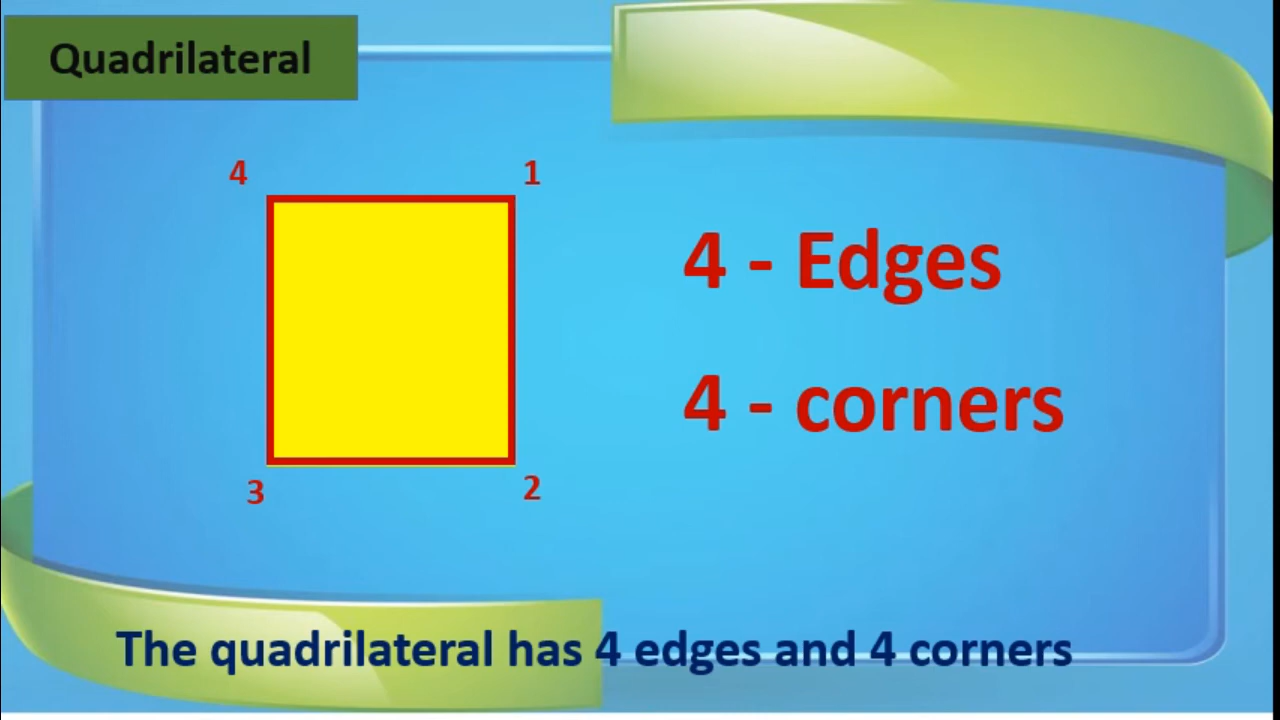 Quadrilateral
4 1
4 - Edges
4 - corners
3 2
The quadrilateral has 4 edges and 4 corners